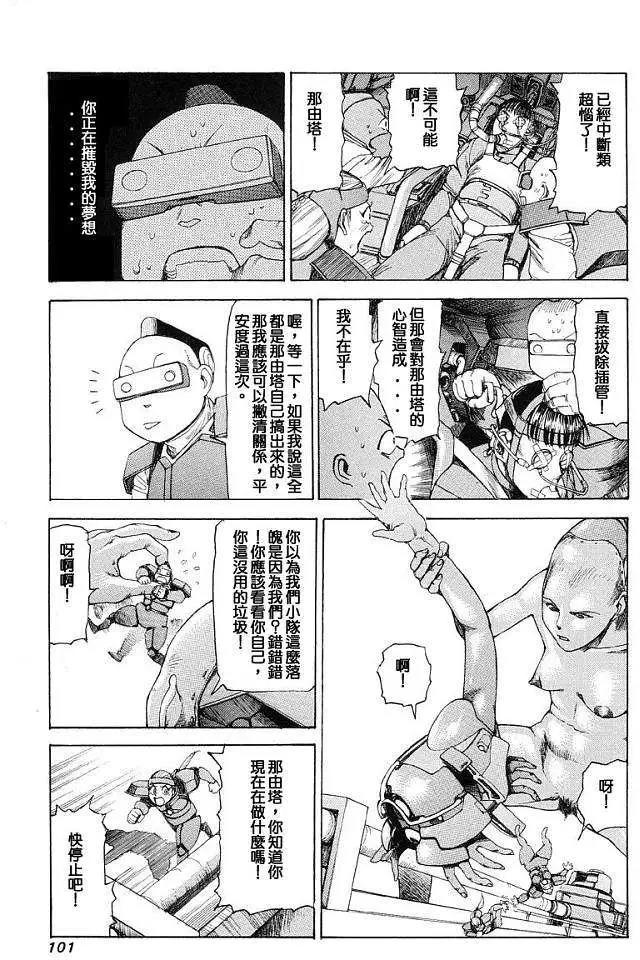 已經中斷類
超惱了！
這不可能
啊！
那由塔！
你正在摧毀我的夢想
．．．．．．．．．．．．
直接拔除插管！
但那會對那由塔的
心智造成．．．
我不在乎！
喔，等一下，如果我說這全
都是那由塔自己搞出來的，
那我應該可以撇清關係，平
安度過這次。
呀！
啊！
你以為我們小隊這麼落
魄是因為我們？錯錯錯
！你應該看看你自己，
你這沒用的垃圾！
呀啊啊！
那由塔，你知道你
現在在做什麼嗎！
快停止吧！
101